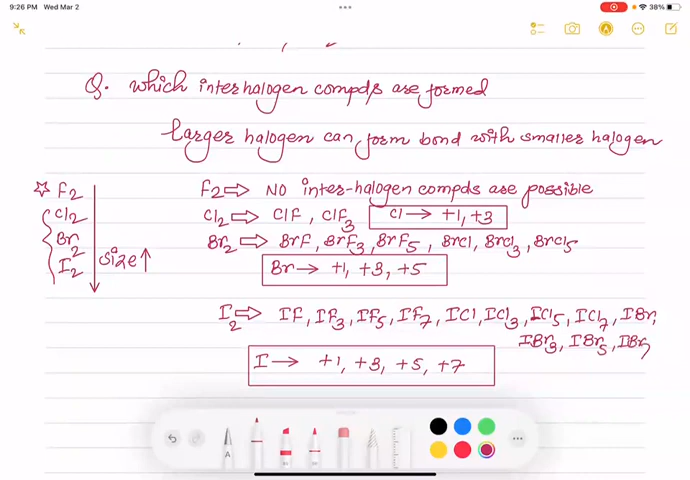 9:26 PM Wed Mar 2
38%
Q. which interhalogen compds are formed
larger halogen can form bond with smaller halogen
☆ F2
Cl2
Br2
I2
size ↑
F2 ⇒ NO inter-halogen compds are possible
Cl2 ⇒ ClF, ClF3
Cl → +1, +3
Br2 ⇒ BrF, BrF3, BrF5, BrCl, BrCl3, BrCl5
Br → +1, +3, +5
I2 ⇒ IF, IF3, IF5, IF7, ICl, ICl3, ICl5, ICl7, IBr,
IBr3, IBr5, IBr7
I → +1, +3, +5, +7
A